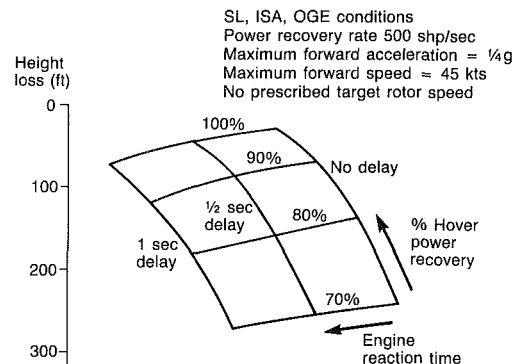 SL, ISA, OGE conditions
Power recovery rate 500 shp/sec
Maximum forward acceleration = ¼g
Maximum forward speed = 45 kts
No prescribed target rotor speed
Height
loss (ft)
0
100
200
300
100%
90%
No delay
½ sec
delay
80%
1 sec
delay
70%
% Hover
power
recovery
Engine
reaction time